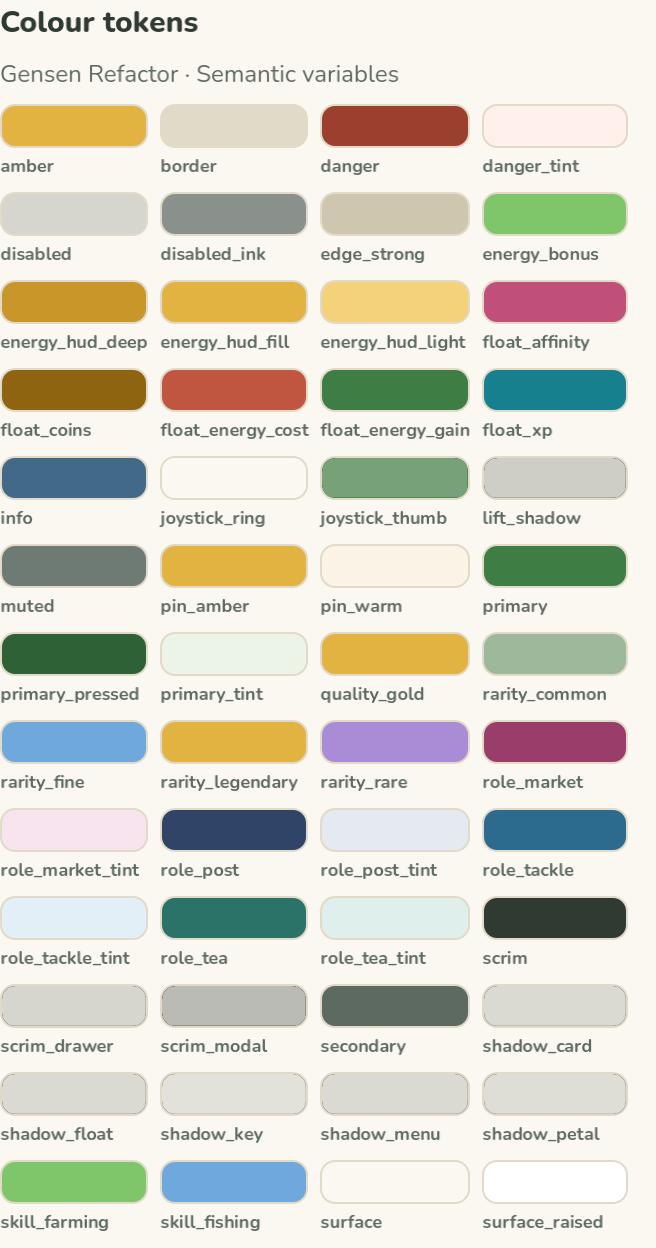 Colour tokens
Gensen Refactor · Semantic variables
amber border danger danger_tint
disabled disabled_ink edge_strong energy_bonus
energy_hud_deep energy_hud_fill energy_hud_light float_affinity
float_coins float_energy_cost float_energy_gain float_xp
info joystick_ring joystick_thumb lift_shadow
muted pin_amber pin_warm primary
primary_pressed primary_tint quality_gold rarity_common
rarity_fine rarity_legendary rarity_rare role_market
role_market_tint role_post role_post_tint role_tackle
role_tackle_tint role_tea role_tea_tint scrim
scrim_drawer scrim_modal secondary shadow_card
shadow_float shadow_key shadow_menu shadow_petal
skill_farming skill_fishing surface surface_raised